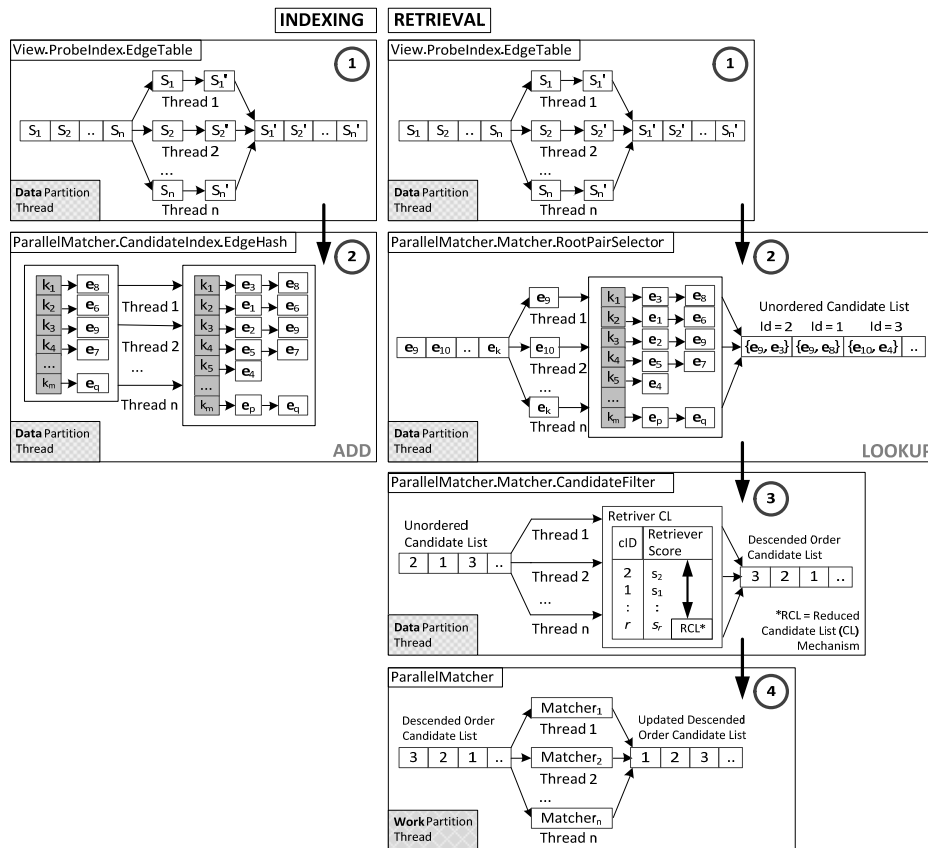 INDEXING
RETRIEVAL
View.ProbeIndex.EdgeTable
1
S1 S2 .. Sn
S1 S1'
Thread 1
S2 S2'
Thread 2
...
Sn Sn'
Thread n
S1' S2' .. Sn'
Data Partition
Thread
ParallelMatcher.CandidateIndex.EdgeHash
2
k1 e8
k2 e6
k3 e9
k4 e7
...
km eq
Thread 1
Thread 2
...
Thread n
k1 e3 e8
k2 e1 e6
k3 e2 e9
k4 e5 e7
k5 e4
...
km ep eq
Data Partition
Thread
ADD
View.ProbeIndex.EdgeTable
1
S1 S2 .. Sn
S1 S1'
Thread 1
S2 S2'
Thread 2
...
Sn Sn'
Thread n
S1' S2' .. Sn'
Data Partition
Thread
ParallelMatcher.Matcher.RootPairSelector
2
e9 e10 .. ek
e9
Thread 1
e10
Thread 2
...
ek
Thread n
k1 e3 e8
k2 e1 e6
k3 e2 e9
k4 e5 e7
k5 e4
...
km ep eq
Unordered Candidate List
Id = 2 Id = 1 Id = 3
{e9, e3} {e9, e8} {e10, e4} ..
Data Partition
Thread
LOOKUP
ParallelMatcher.Matcher.CandidateFilter
3
Unordered
Candidate List
2 1 3 ..
Thread 1
Thread 2
...
Thread n
Retriver CL
cID Retriever
Score
2 s2
1 s1
: :
r sr
RCL*
Descended Order
Candidate List
3 2 1 ..
*RCL = Reduced
Candidate List (CL)
Mechanism
Data Partition
Thread
ParallelMatcher
4
Descended Order
Candidate List
3 2 1 ..
Matcher1
Thread 1
Matcher2
Thread 2
...
Matchern
Thread n
Updated Descended
Order Candidate List
1 2 3 ..
Work Partition
Thread